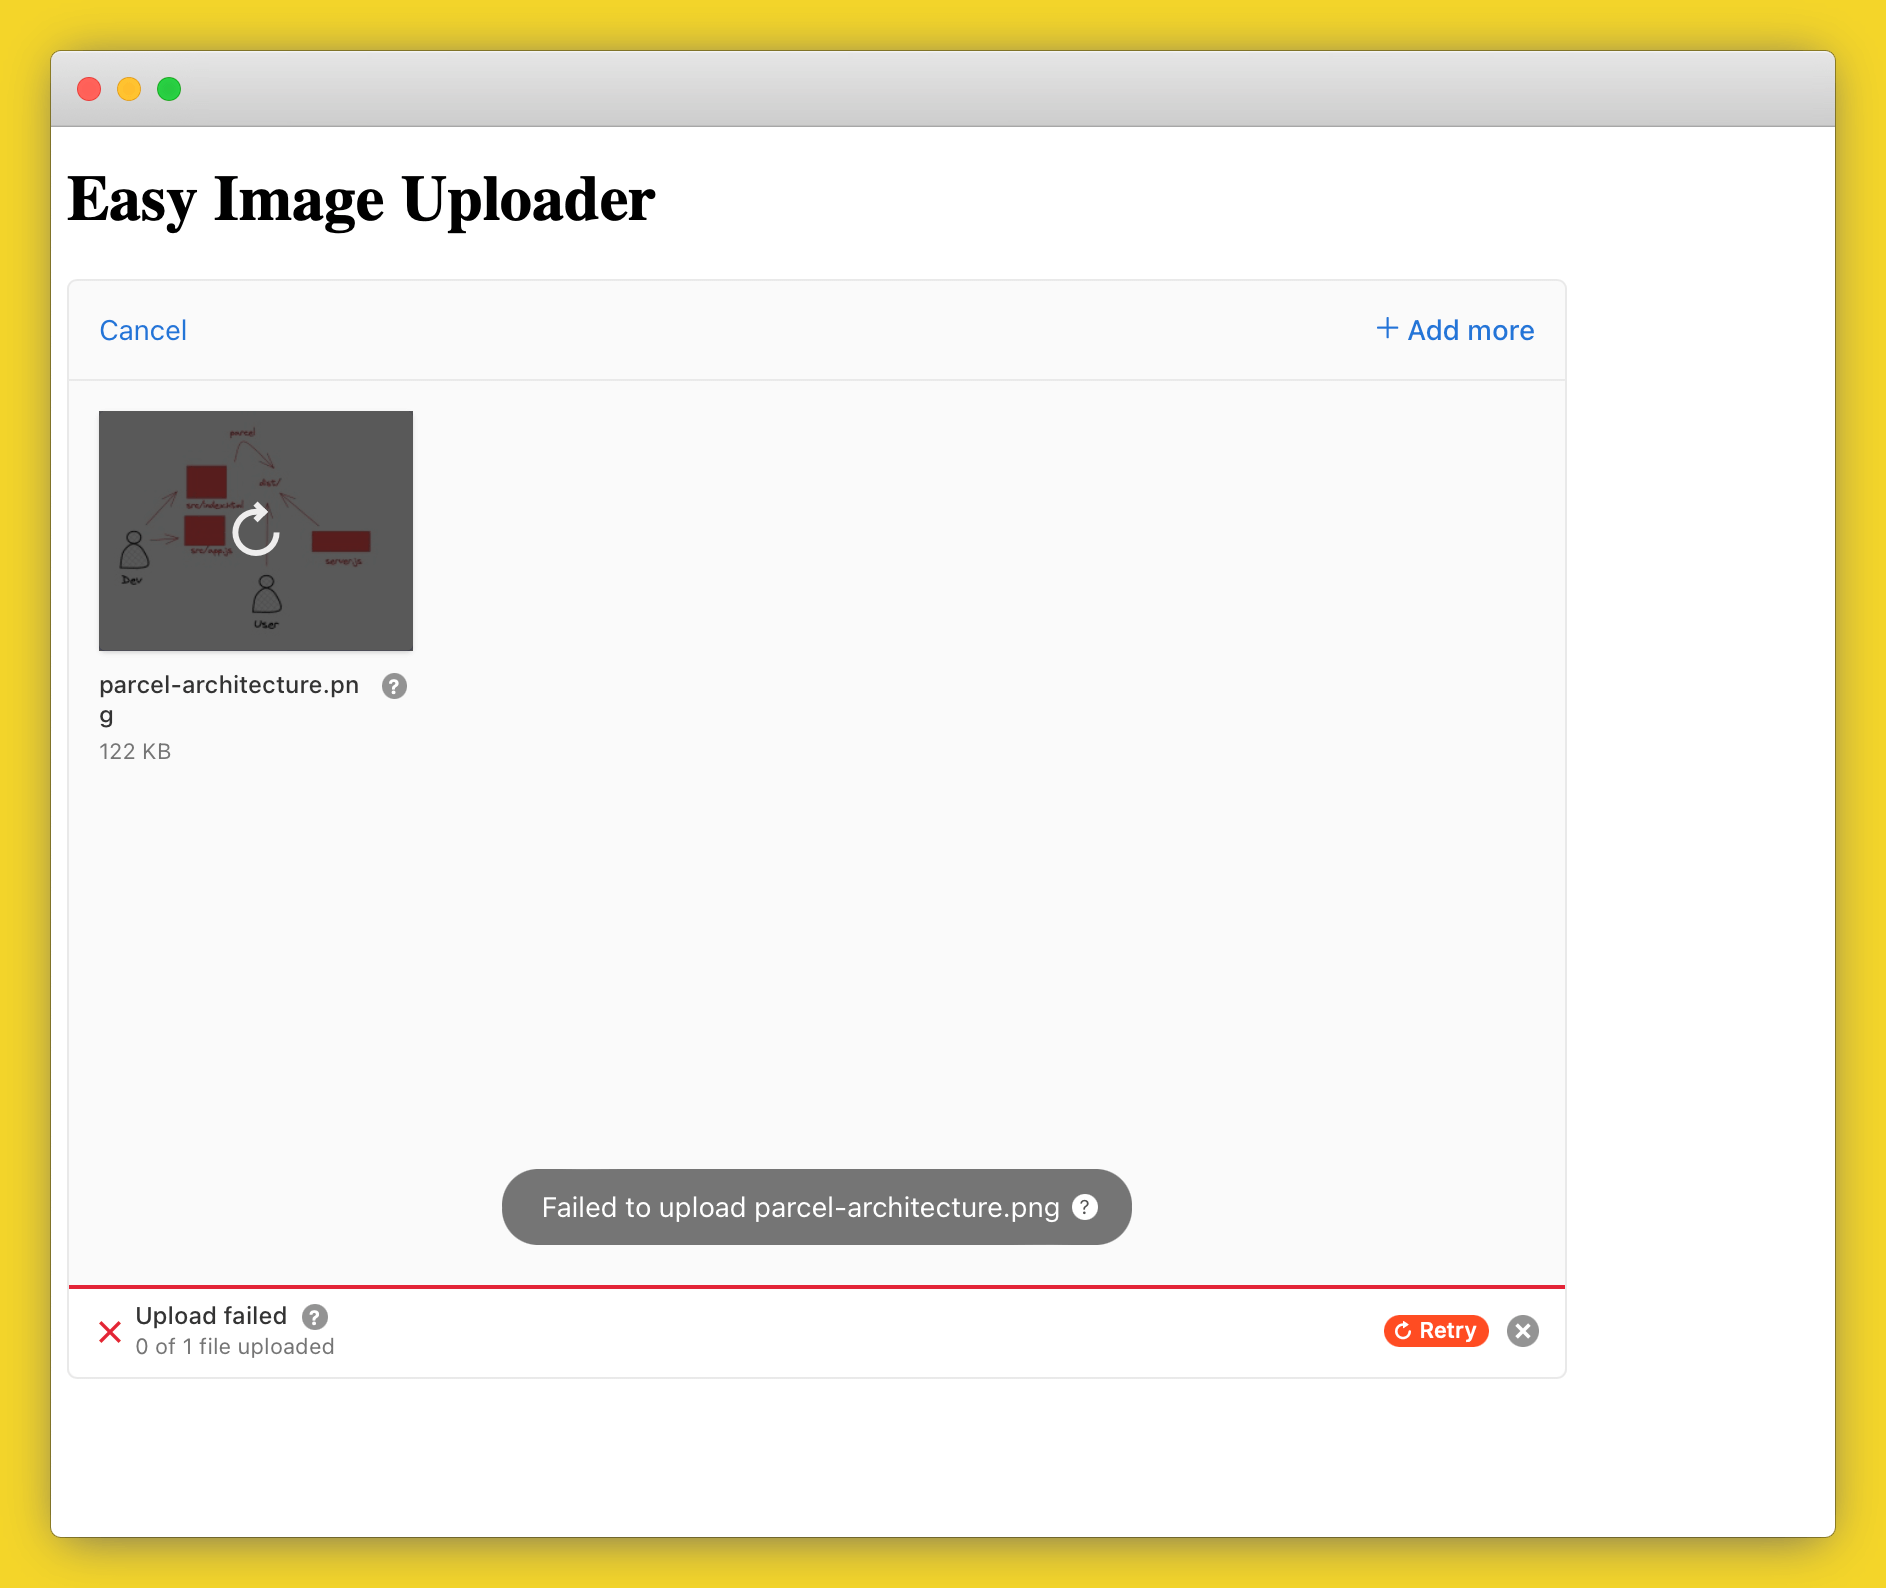 Easy Image Uploader
Cancel
+ Add more
parcel
dist/
src/index.html
src/app.js
server.js
Dev
User
parcel-architecture.pn
g
?
122 KB
Failed to upload parcel-architecture.png ?
Upload failed ?
0 of 1 file uploaded
Retry